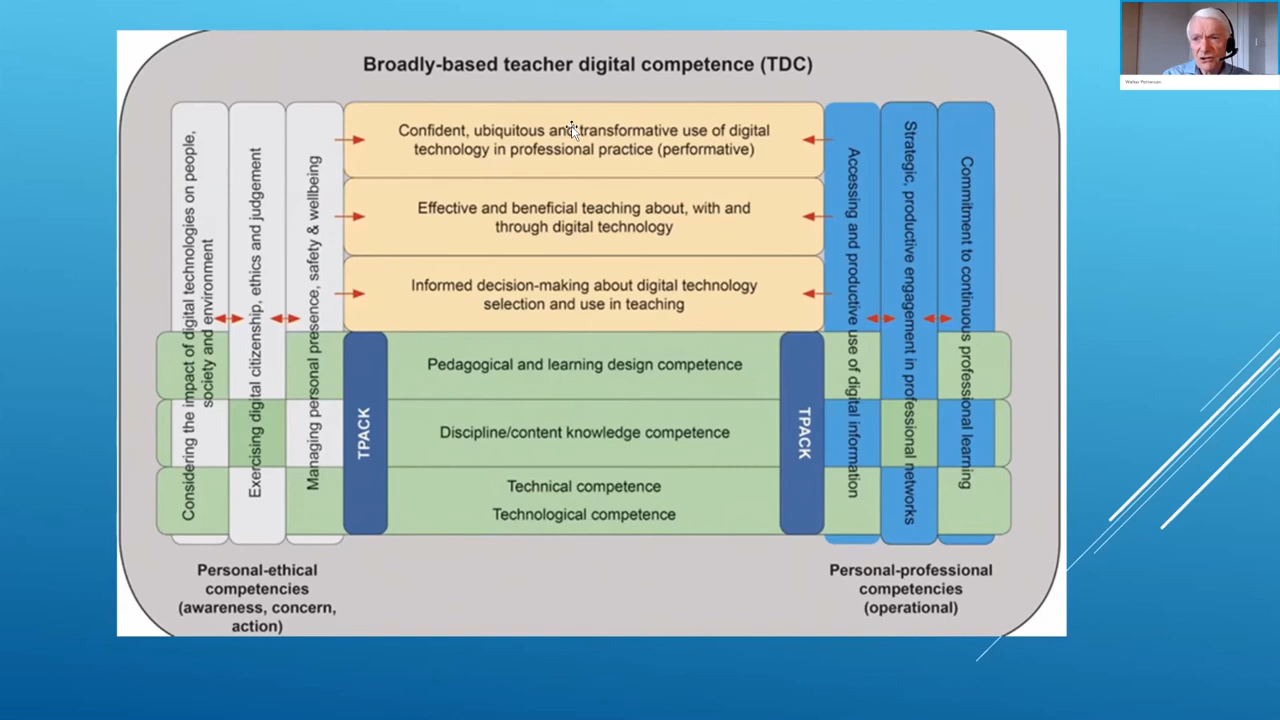 Broadly-based teacher digital competence (TDC)
Considering the impact of digital technologies on people,
society and environment
Exercising digital citizenship, ethics and judgement
Managing personal presence, safety & wellbeing
Confident, ubiquitous and transformative use of digital
technology in professional practice (performative)
Effective and beneficial teaching about, with and
through digital technology
Informed decision-making about digital technology
selection and use in teaching
TPACK
Pedagogical and learning design competence
Discipline/content knowledge competence
Technical competence
Technological competence
TPACK
Accessing and productive use of digital information
Strategic, productive engagement in professional networks
Commitment to continuous professional learning
Personal-ethical
competencies
(awareness, concern,
action)
Personal-professional
competencies
(operational)
Walter Patterson